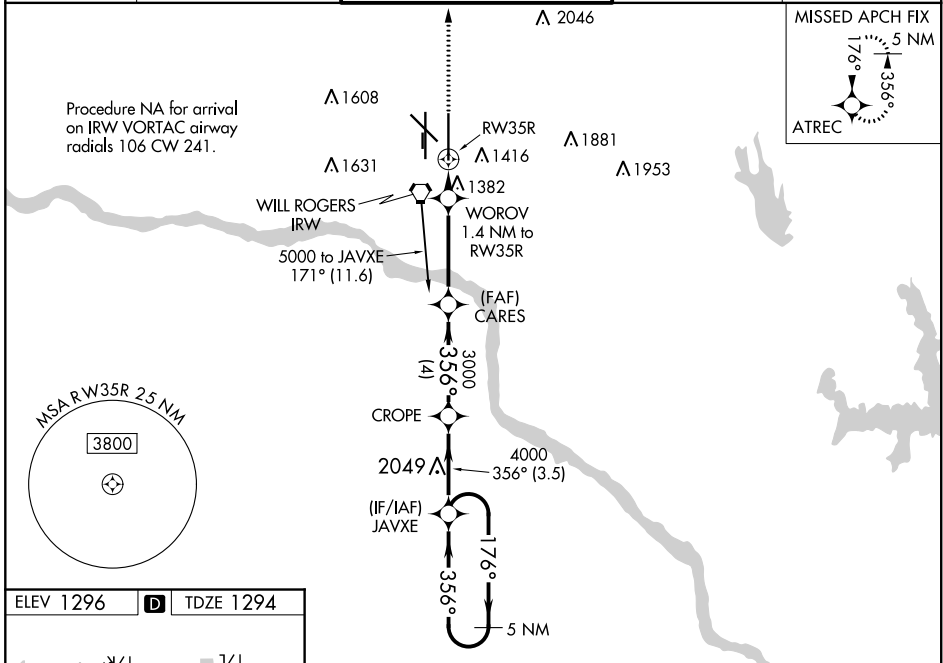 2046
MISSED APCH FIX
5 NM
176°
356°
ATREC
Procedure NA for arrival
on IRW VORTAC airway
radials 106 CW 241.
1608
RW35R
1416
1881
1631
1953
1382
WILL ROGERS
IRW
WOROV
1.4 NM to
RW35R
5000 to JAVXE
171° (11.6)
(FAF)
CARES
3000
356°
(4)
MSA RW35R 25 NM
3800
CROPE
2049
4000
356° (3.5)
(IF/IAF)
JAVXE
176°
356°
5 NM
ELEV 1296
D
TDZE 1294